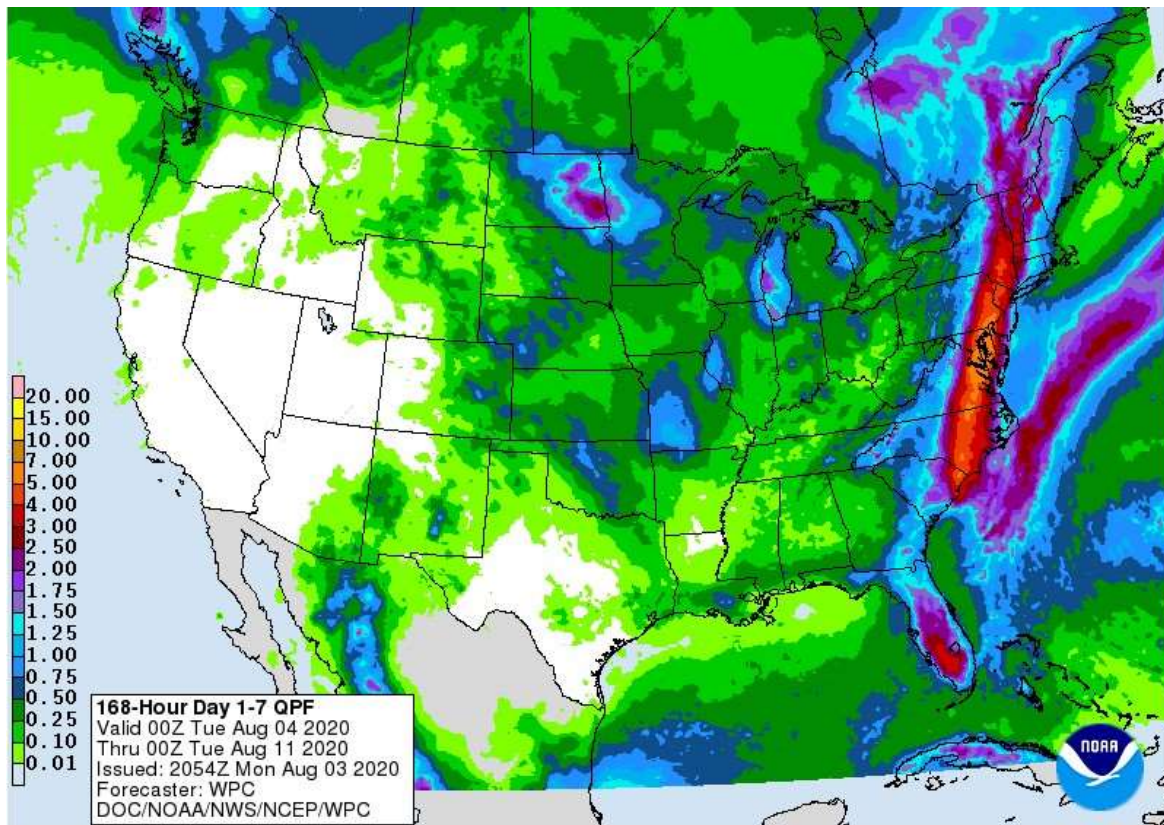 20.00
15.00
10.00
7.00
5.00
4.00
3.00
2.50
2.00
1.75
1.50
1.25
1.00
0.75
0.50
0.25
0.10
0.01
168-Hour Day 1-7 QPF
Valid 00Z Tue Aug 04 2020
Thru 00Z Tue Aug 11 2020
Issued: 2054Z Mon Aug 03 2020
Forecaster: WPC
DOC/NOAA/NWS/NCEP/WPC
NOAA